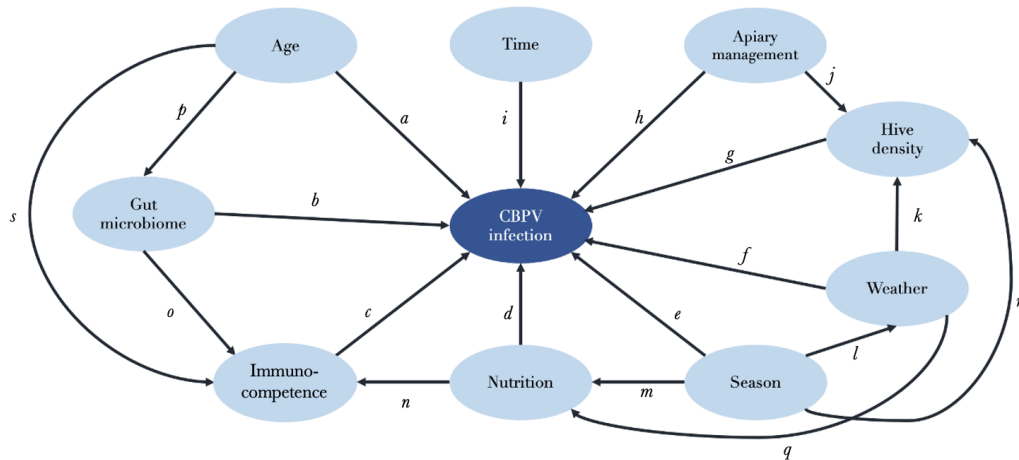 Age
Time
Apiary
management
j
p
a
i
h
Hive
density
g
s
Gut
microbiome
b
CBPV
infection
k
f
Weather
o
c
d
e
l
Immuno-
competence
n
Nutrition
m
Season
q